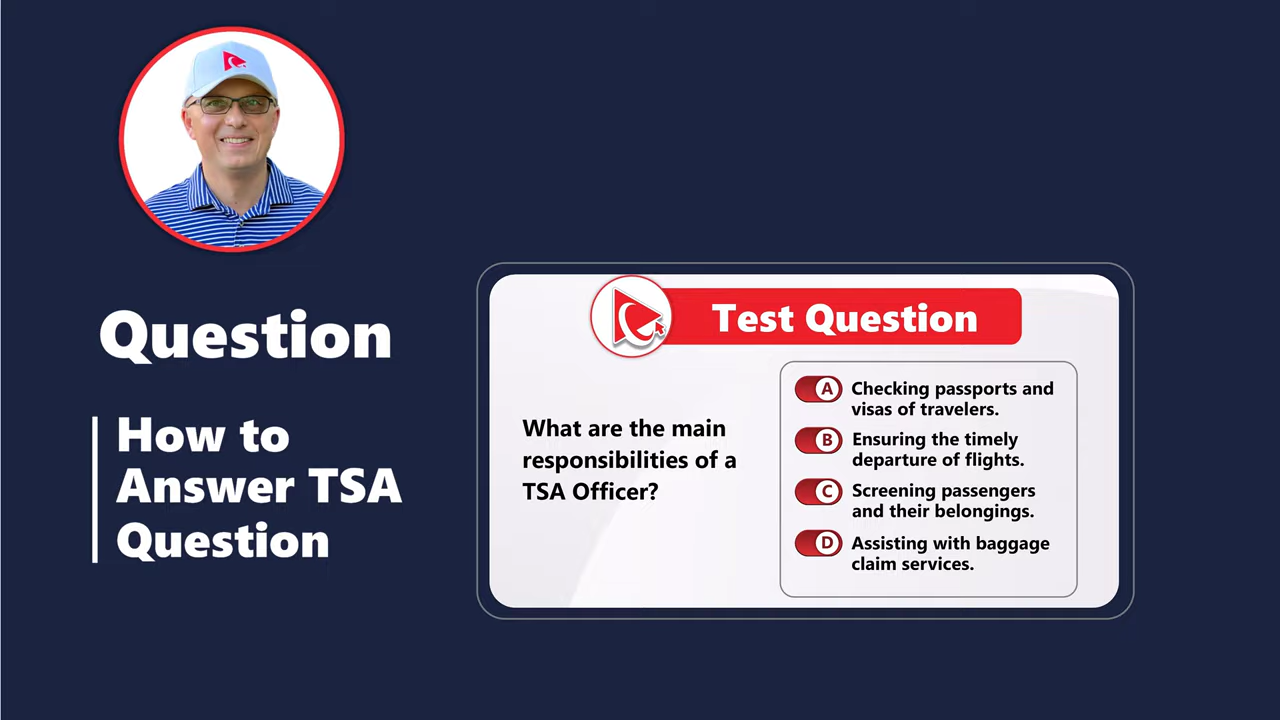 Question
How to
Answer TSA
Question
Test Question
What are the main
responsibilities of a
TSA Officer?
A Checking passports and
visas of travelers.
B Ensuring the timely
departure of flights.
C Screening passengers
and their belongings.
D Assisting with baggage
claim services.